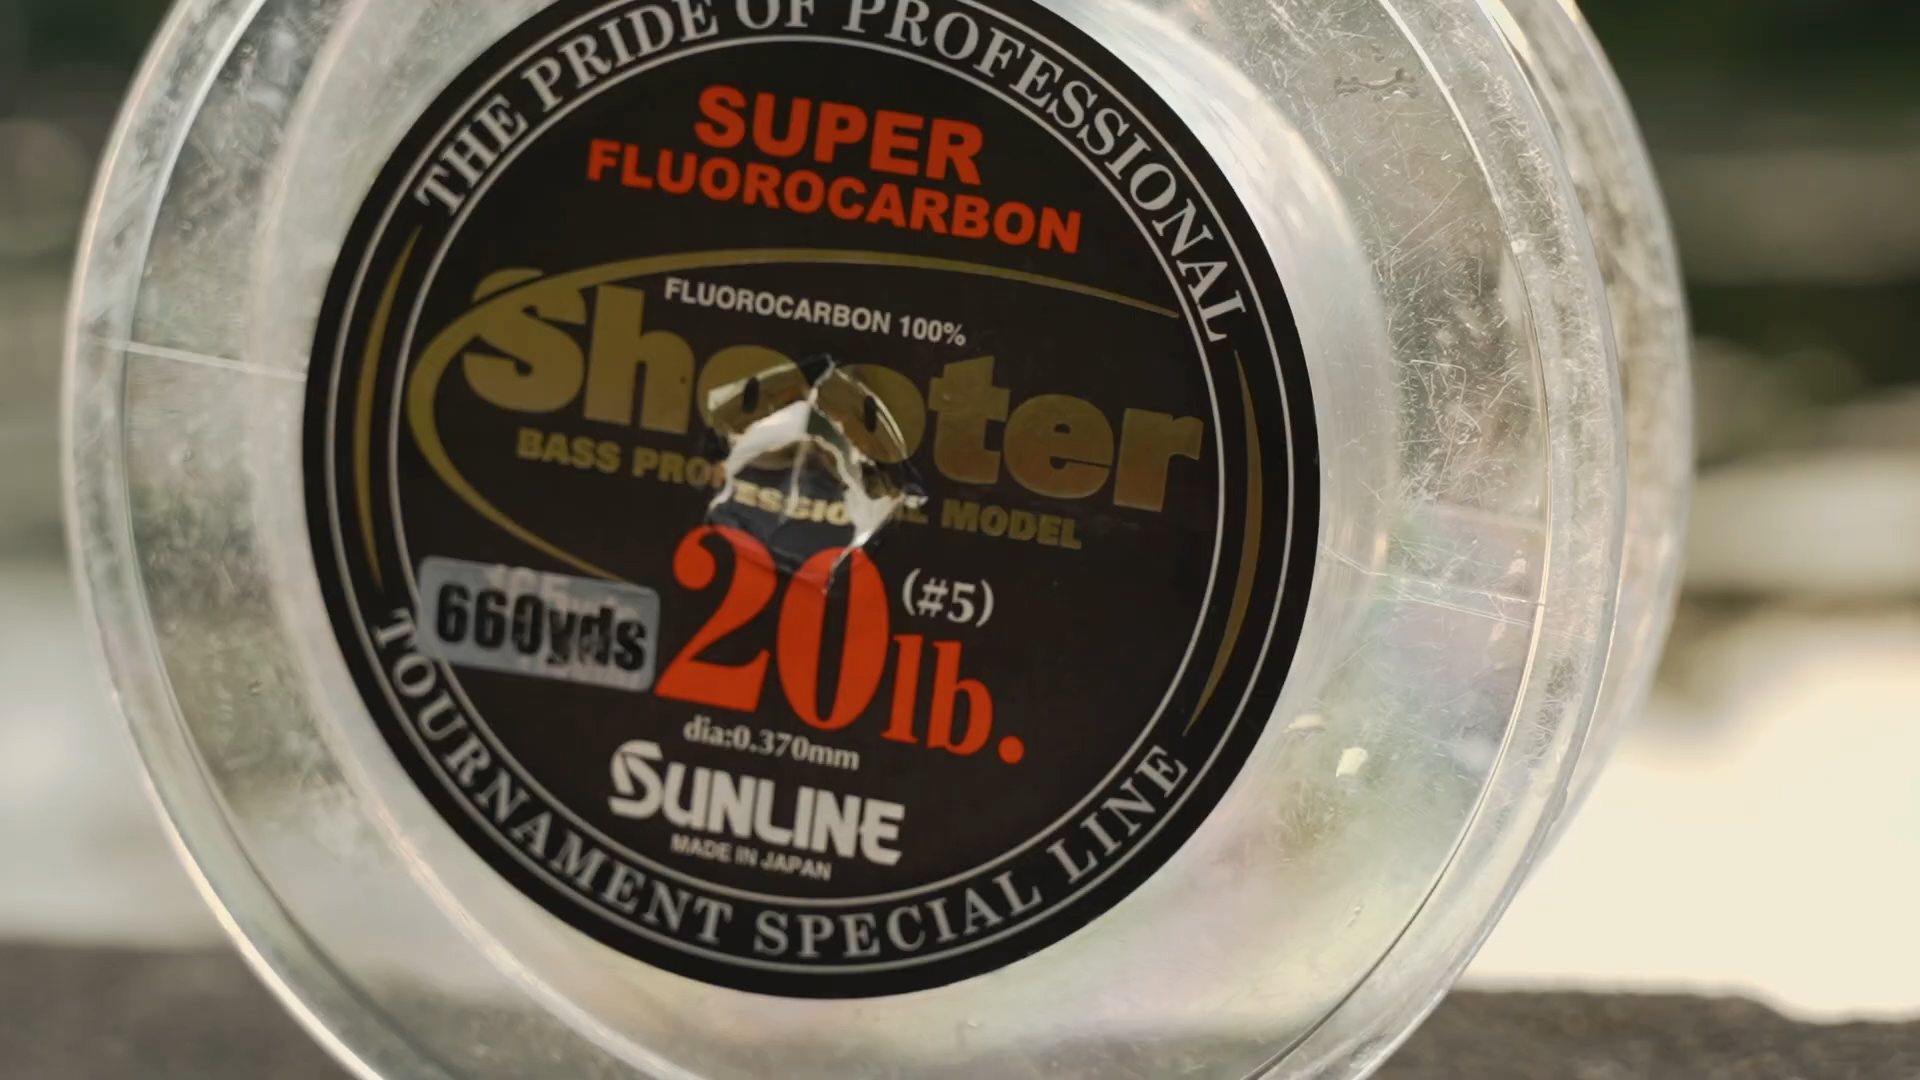 THE PRIDE OF PROFESSIONAL
SUPER
FLUOROCARBON
FLUOROCARBON 100%
Shooter
BASS PROFESSIONAL MODEL
660yds
20lb.
(#5)
dia:0.370mm
SUNLINE
MADE IN JAPAN
TOURNAMENT SPECIAL LINE